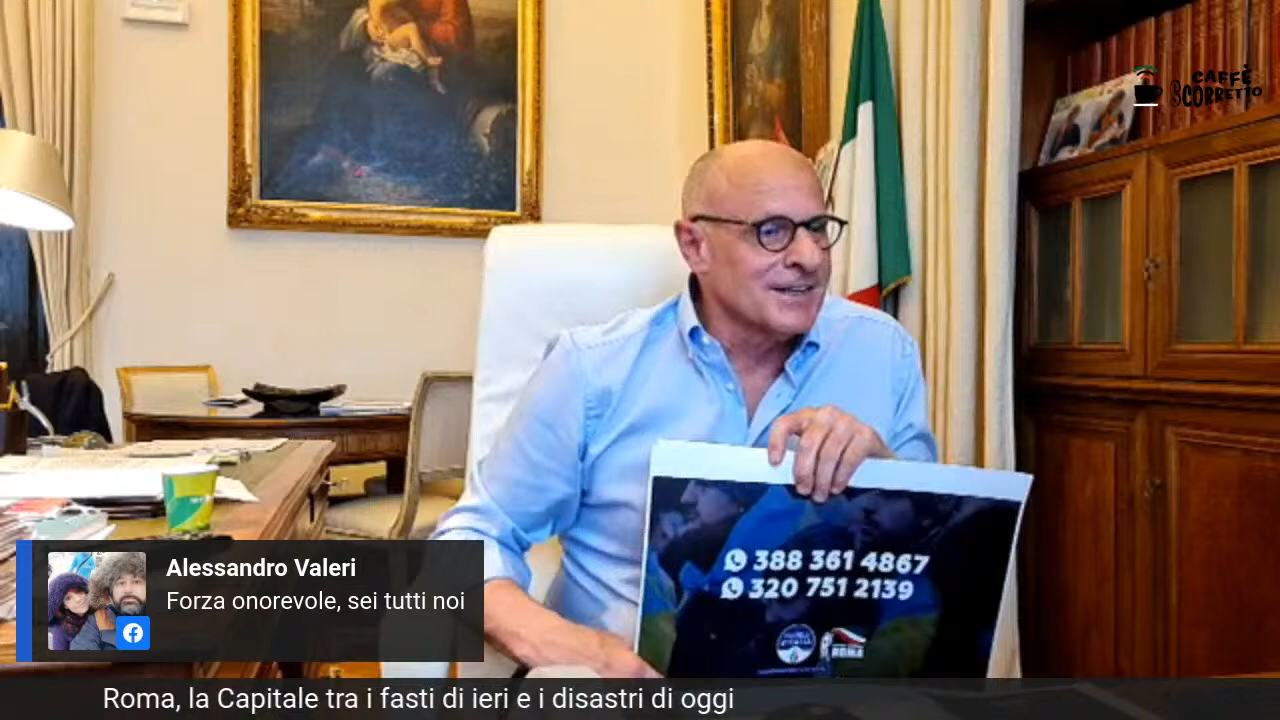 CAFFÈ
SCORRETTO
388 361 4867
320 751 2139
ROMA
Alessandro Valeri
Forza onorevole, sei tutti noi
Roma, la Capitale tra i fasti di ieri e i disastri di oggi